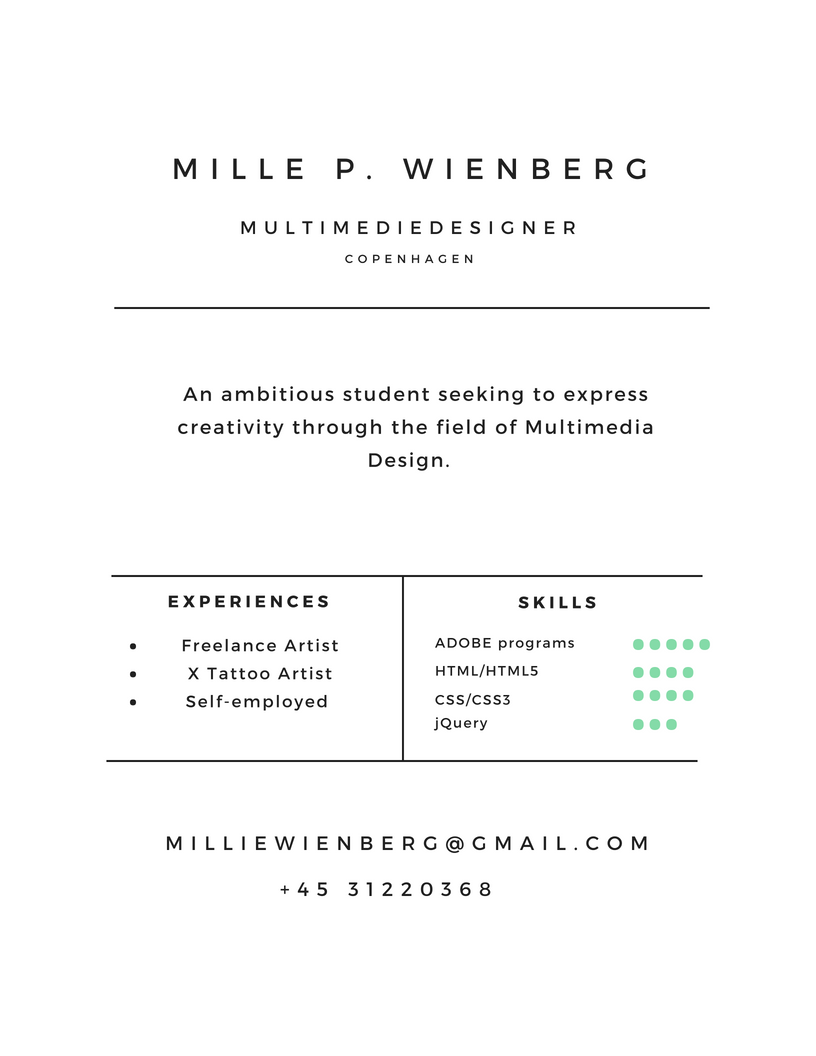 MILLE P. WIENBERG
MULTIMEDIEDESIGNER
COPENHAGEN
An ambitious student seeking to express
creativity through the field of Multimedia
Design.
EXPERIENCES
• Freelance Artist
• X Tattoo Artist
• Self-employed
SKILLS
ADOBE programs
HTML/HTML5
CSS/CSS3
jQuery
MILLIEWIENBERG@GMAIL.COM
+45 31220368